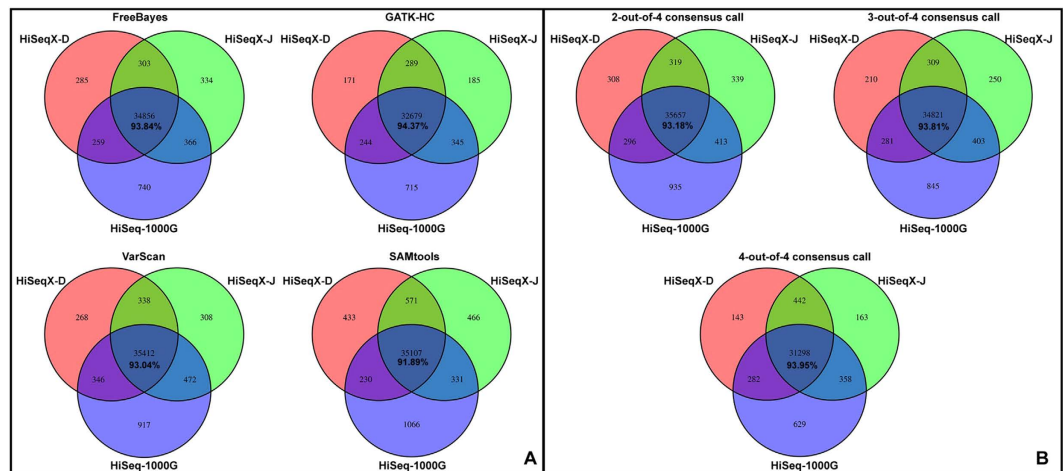 FreeBayes
HiSeqX-D
HiSeqX-J
303
285
334
34856
93.84%
259
366
740
HiSeq-1000G
GATK-HC
HiSeqX-D
HiSeqX-J
289
171
185
32679
94.37%
244
345
715
HiSeq-1000G
VarScan
HiSeqX-D
HiSeqX-J
338
268
308
35412
93.04%
346
472
917
HiSeq-1000G
SAMtools
HiSeqX-D
HiSeqX-J
571
433
466
35107
91.89%
230
331
1066
HiSeq-1000G
A
2-out-of-4 consensus call
HiSeqX-D
HiSeqX-J
319
308
339
35657
93.18%
296
413
935
HiSeq-1000G
3-out-of-4 consensus call
HiSeqX-D
HiSeqX-J
309
210
250
34821
93.81%
281
403
845
HiSeq-1000G
4-out-of-4 consensus call
HiSeqX-D
HiSeqX-J
442
143
163
31298
93.95%
282
358
629
HiSeq-1000G
B